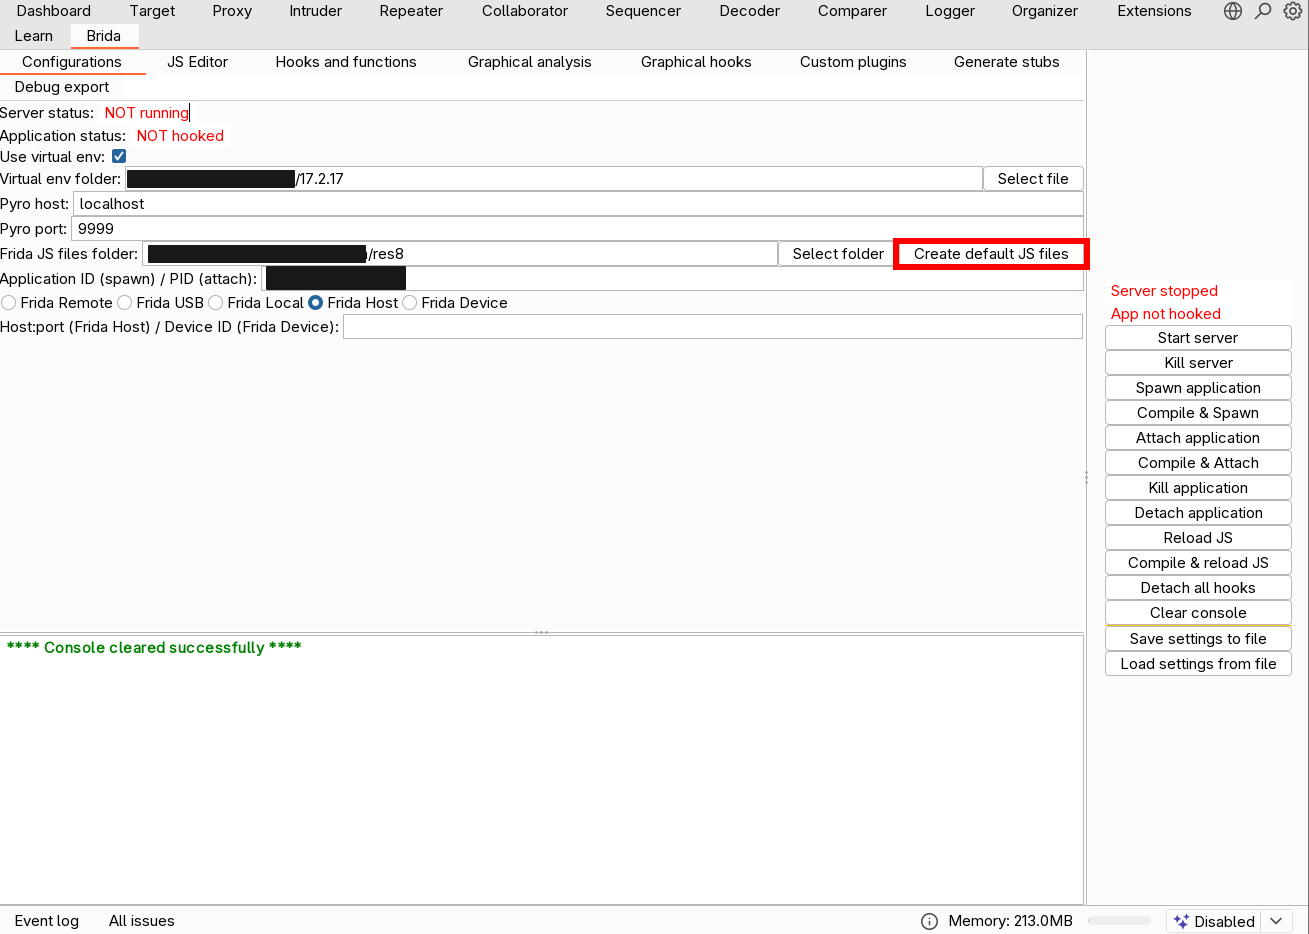 Dashboard Target Proxy Intruder Repeater Collaborator Sequencer Decoder Comparer Logger Organizer Extensions
Learn Brida
Configurations JS Editor Hooks and functions Graphical analysis Graphical hooks Custom plugins Generate stubs
Debug export
Server status: NOT running
Application status: NOT hooked
Use virtual env:
Virtual env folder: /17.2.17 Select file
Pyro host: localhost
Pyro port: 9999
Frida JS files folder: /res8 Select folder Create default JS files
Application ID (spawn) / PID (attach):
Frida Remote Frida USB Frida Local Frida Host Frida Device
Host:port (Frida Host) / Device ID (Frida Device):
Server stopped
App not hooked
Start server
Kill server
Spawn application
Compile & Spawn
Attach application
Compile & Attach
Kill application
Detach application
Reload JS
Compile & reload JS
Detach all hooks
Clear console
Save settings to file
Load settings from file
**** Console cleared successfully ****
Event log All issues Memory: 213.0MB Disabled